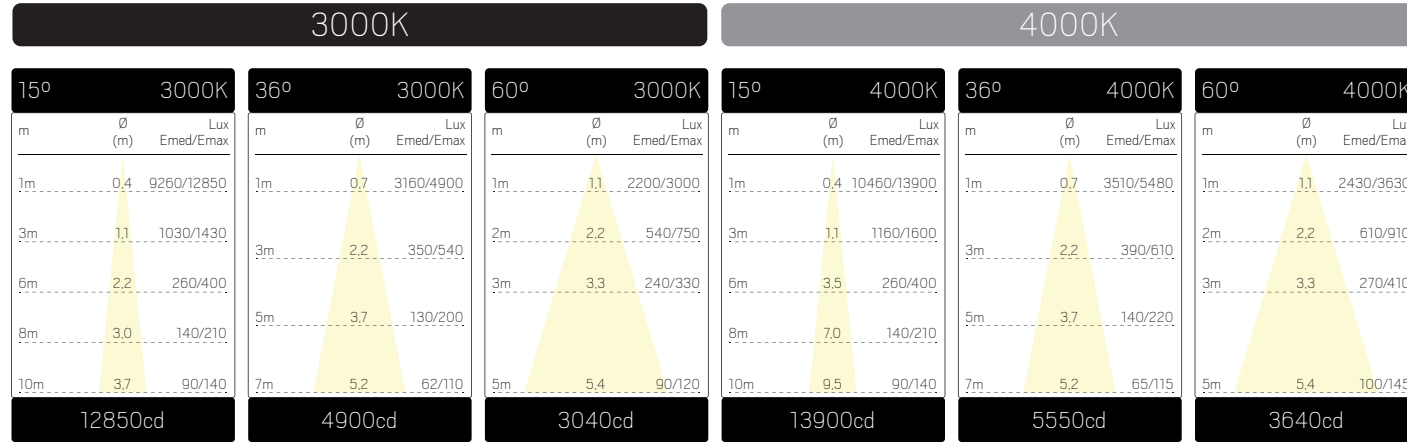 3000K
4000K
15º 3000K
m Ø (m) Lux Emed/Emax
1m 0,4 9260/12850
3m 1,1 1030/1430
6m 2,2 260/400
8m 3,0 140/210
10m 3,7 90/140
12850cd
36º 3000K
m Ø (m) Lux Emed/Emax
1m 0,7 3160/4900
3m 2,2 350/540
5m 3,7 130/200
7m 5,2 62/110
4900cd
60º 3000K
m Ø (m) Lux Emed/Emax
1m 1,1 2200/3000
2m 2,2 540/750
3m 3,3 240/330
5m 5,4 90/120
3040cd
15º 4000K
m Ø (m) Lux Emed/Emax
1m 0,4 10460/13900
3m 1,1 1160/1600
6m 3,5 260/400
8m 7,0 140/210
10m 9,5 90/140
13900cd
36º 4000K
m Ø (m) Lux Emed/Emax
1m 0,7 3510/5480
3m 2,2 390/610
5m 3,7 140/220
7m 5,2 65/115
5550cd
60º 4000K
m Ø (m) Lux Emed/Emax
1m 1,1 2430/3630
2m 2,2 610/910
3m 3,3 270/410
5m 5,4 100/145
3640cd